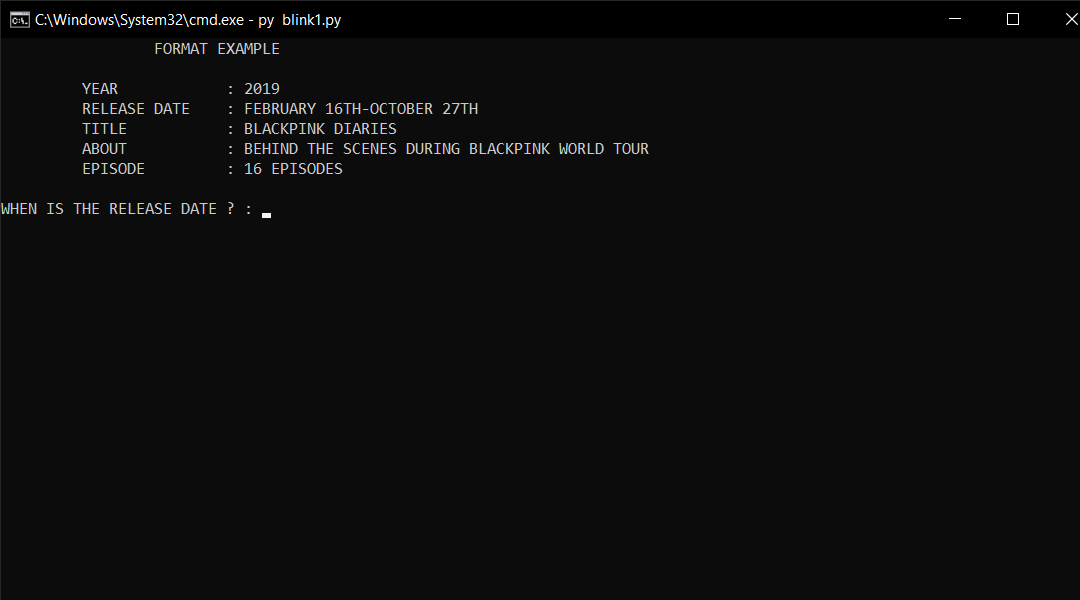 C:\Windows\System32\cmd.exe - py  blink1.py
FORMAT EXAMPLE
YEAR : 2019
RELEASE DATE : FEBRUARY 16TH-OCTOBER 27TH
TITLE : BLACKPINK DIARIES
ABOUT : BEHIND THE SCENES DURING BLACKPINK WORLD TOUR
EPISODE : 16 EPISODES
WHEN IS THE RELEASE DATE ? :